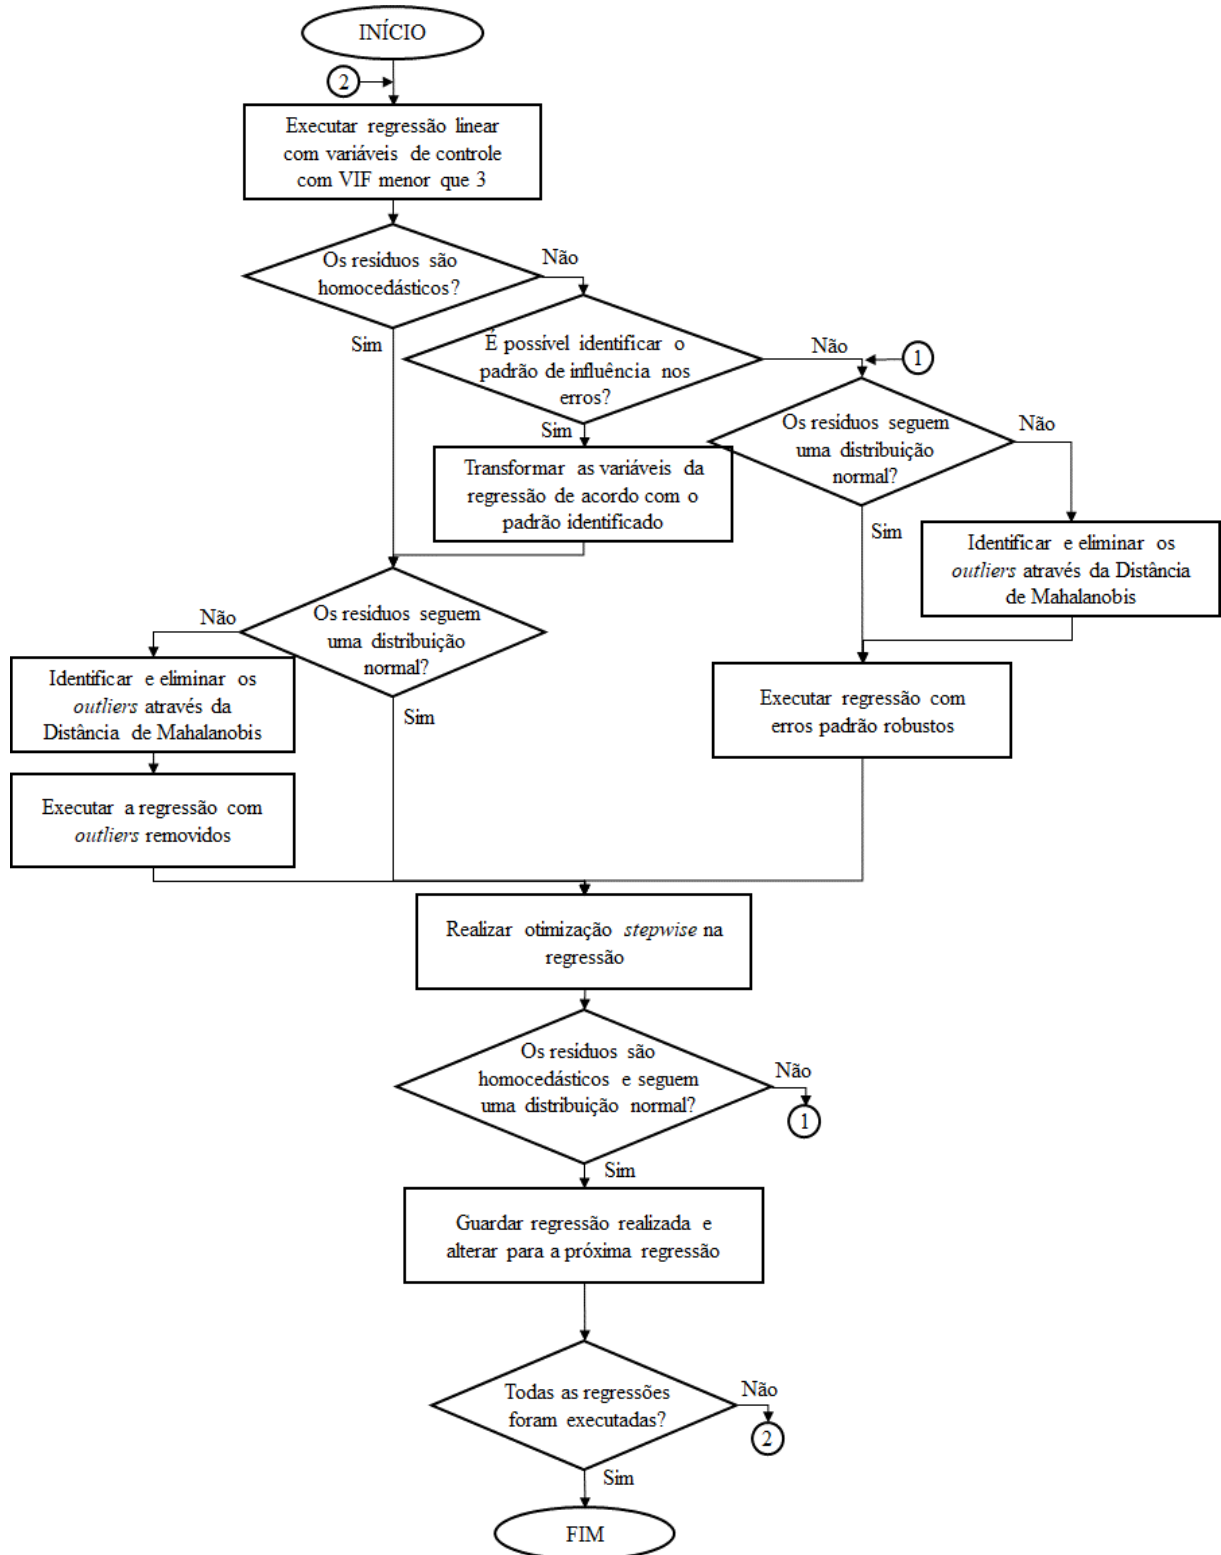 INÍCIO
2
Executar regressão linear
com variáveis de controle
com VIF menor que 3
Os resíduos são
homocedásticos?
Não
Sim
É possível identificar o
padrão de influência nos
erros?
Não
1
Sim
Os resíduos seguem
uma distribuição
normal?
Não
Transformar as variáveis da
regressão de acordo com o
padrão identificado
Sim
Identificar e eliminar os
outliers através da Distância
de Mahalanobis
Os resíduos seguem
uma distribuição
normal?
Não
Sim
Identificar e eliminar os
outliers através da
Distância de Mahalanobis
Executar regressão com
erros padrão robustos
Executar a regressão com
outliers removidos
Realizar otimização stepwise na
regressão
Os resíduos são
homocedásticos e seguem
uma distribuição normal?
Não
1
Sim
Guardar regressão realizada e
alterar para a próxima regressão
Todas as regressões
foram executadas?
Não
2
Sim
FIM